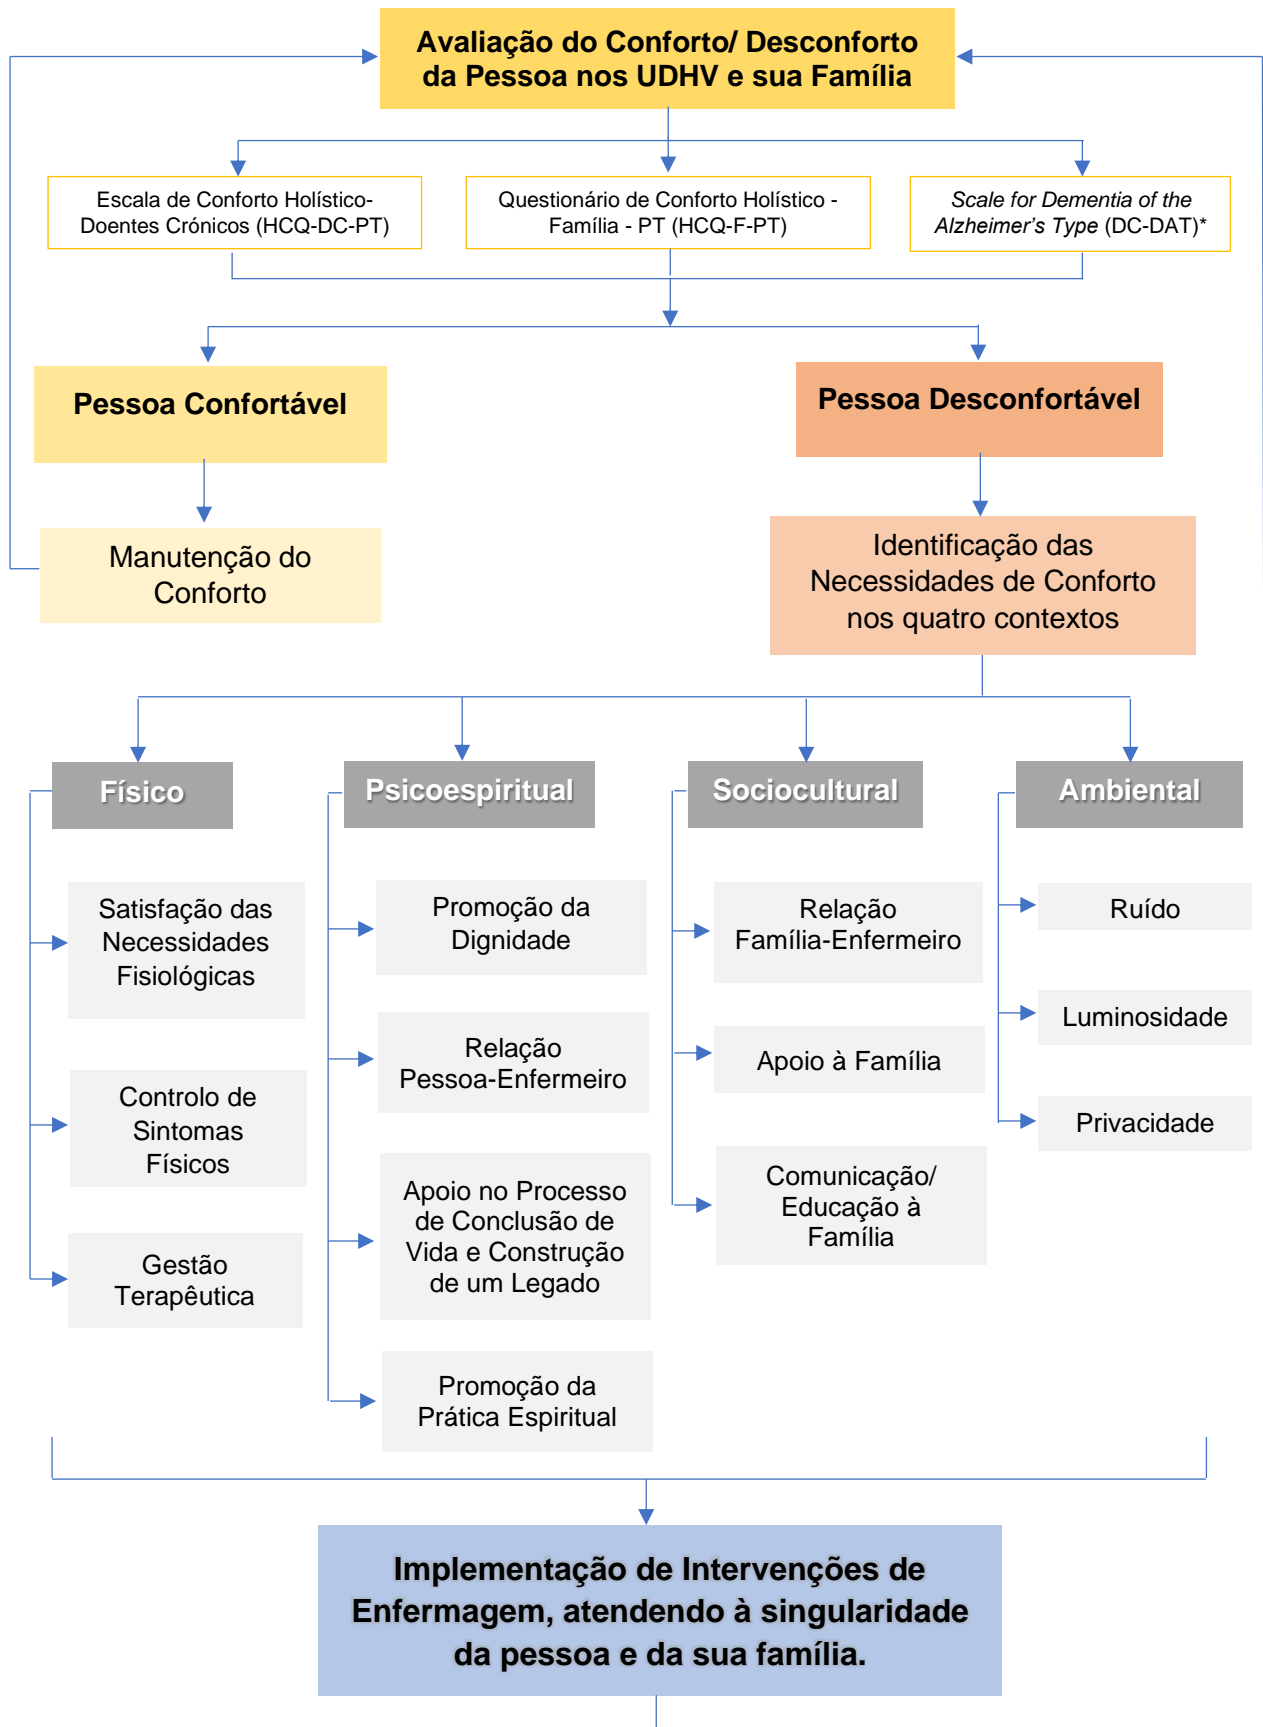 Avaliação do Conforto/ Desconforto
da Pessoa nos UDHV e sua Família
Escala de Conforto Holístico-
Doentes Crónicos (HCQ-DC-PT)
Questionário de Conforto Holístico -
Família - PT (HCQ-F-PT)
Scale for Dementia of the
Alzheimer's Type (DC-DAT)*
Pessoa Confortável
Pessoa Desconfortável
Manutenção do
Conforto
Identificação das
Necessidades de Conforto
nos quatro contextos
Físico
Satisfação das
Necessidades
Fisiológicas
Controlo de
Sintomas
Físicos
Gestão
Terapêutica
Psicoespiritual
Promoção da
Dignidade
Relação
Pessoa-Enfermeiro
Apoio no Processo
de Conclusão de
Vida e Construção
de um Legado
Promoção da
Prática Espiritual
Sociocultural
Relação
Família-Enfermeiro
Apoio à Família
Comunicação/
Educação à
Família
Ambiental
Ruído
Luminosidade
Privacidade
Implementação de Intervenções de
Enfermagem, atendendo à singularidade
da pessoa e da sua família.